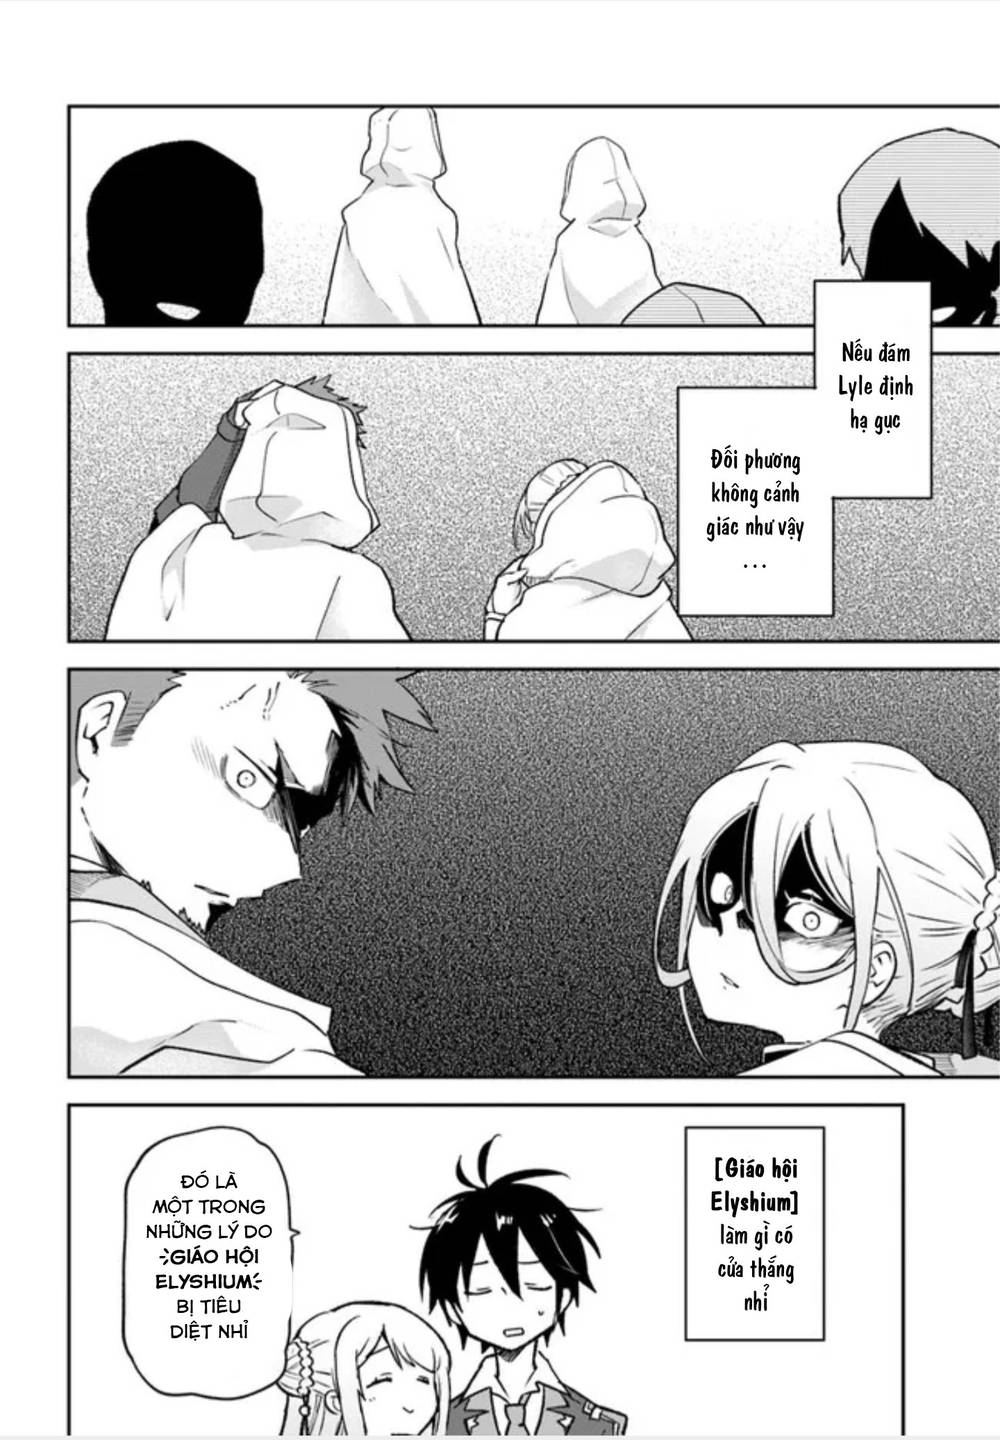 Nếu đám
Lyle định
hạ gục
Đối phương
không cảnh
giác như vậy
...
[Giáo hội
Elyshium]
làm gì có
cửa thắng
nhỉ
ĐÓ LÀ
MỘT TRONG
NHỮNG LÝ DO
GIÁO HỘI
ELYSHIUM
BỊ TIÊU
DIỆT NHỈ